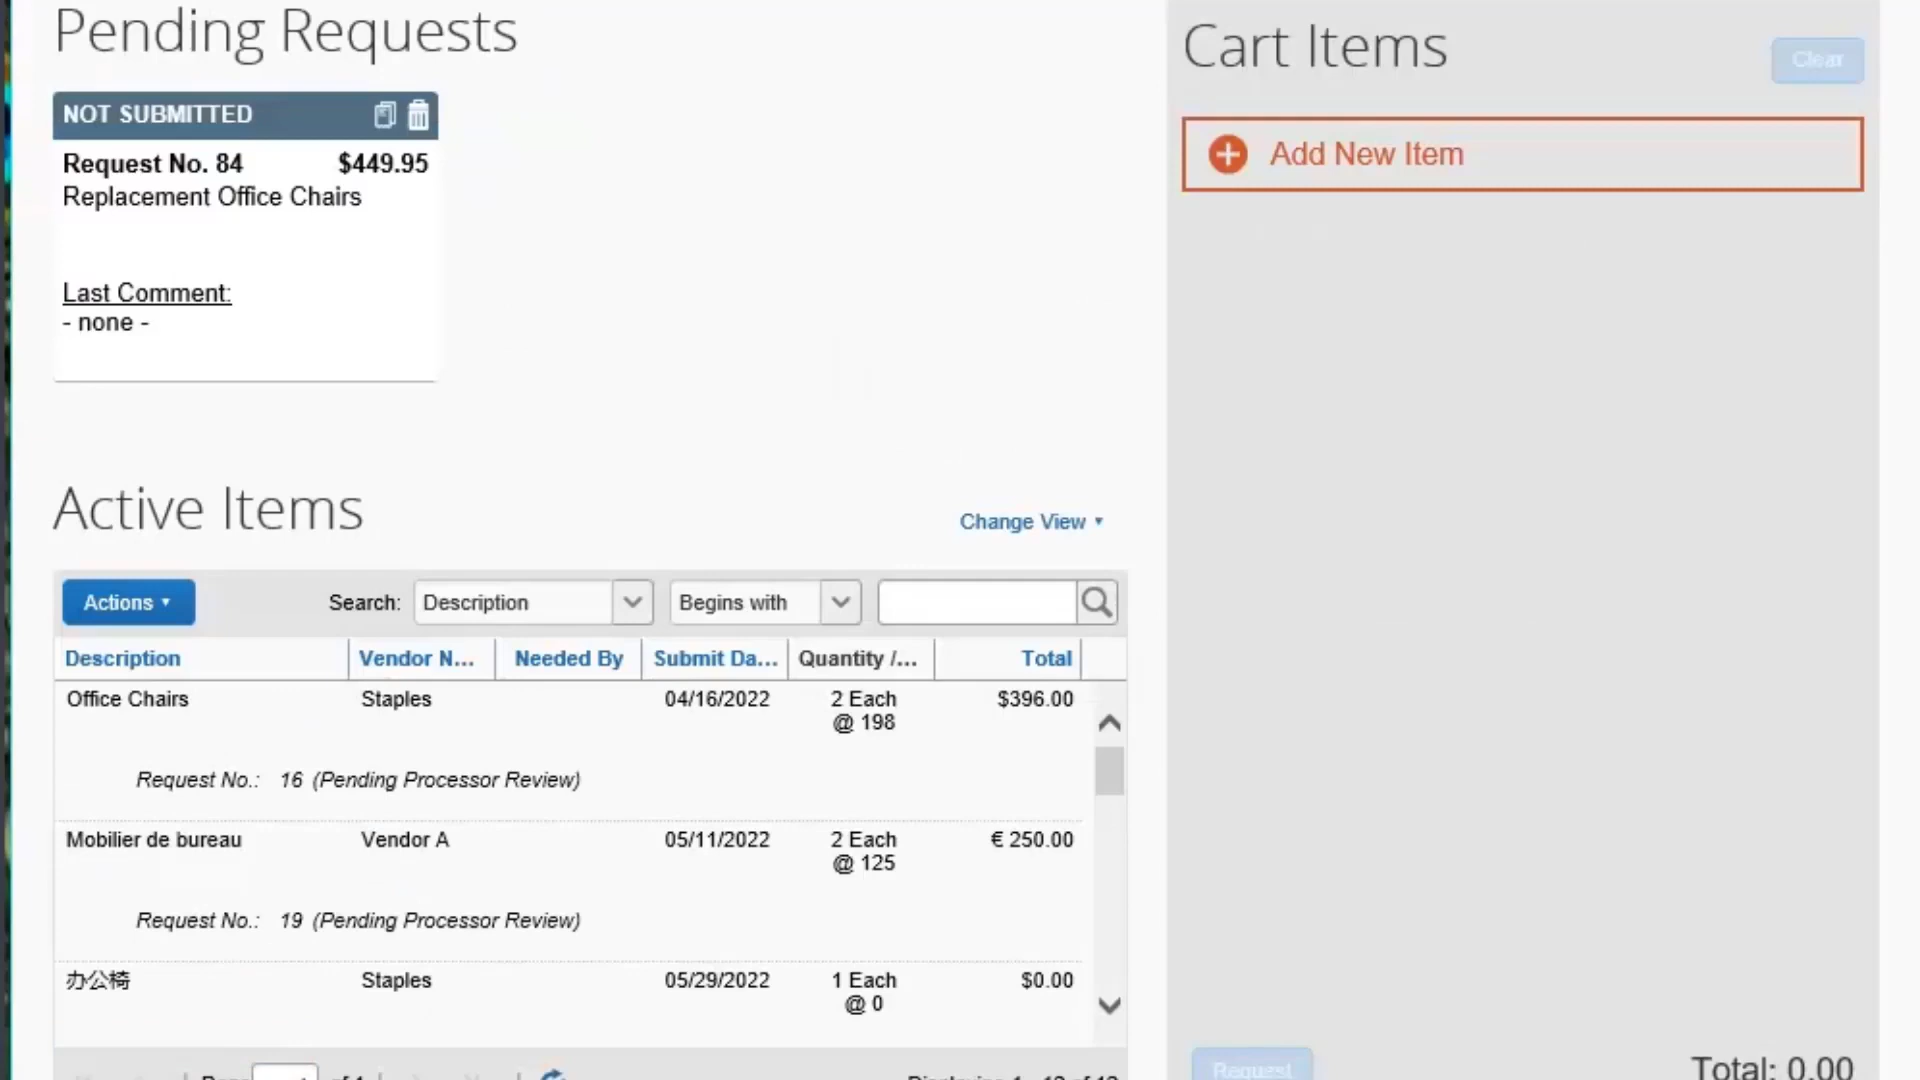 Pending Requests
NOT SUBMITTED
Request No. 84 $449.95
Replacement Office Chairs
Last Comment:
- none -
Cart Items
Clear
Add New Item
Active Items
Change View
Actions Search: Description Begins with
Description Vendor N... Needed By Submit Da... Quantity /... Total
Office Chairs Staples 04/16/2022 2 Each $396.00
@ 198
Request No.: 16 (Pending Processor Review)
Mobilier de bureau Vendor A 05/11/2022 2 Each € 250.00
@ 125
Request No.: 19 (Pending Processor Review)
办公椅 Staples 05/29/2022 1 Each $0.00
@ 0
Request
Total: 0.00